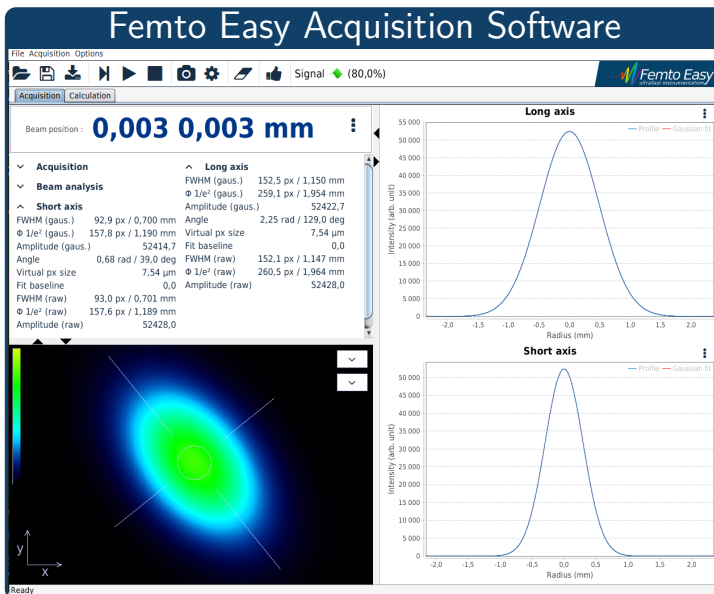 Femto Easy Acquisition Software
File Acquisition Options
Signal (80,0%)
Femto Easy
ultrafast instrumentation
Acquisition Calculation
Beam position : 0,003 0,003 mm
Acquisition
Beam analysis
Short axis
FWHM (gaus.) 92,9 px / 0,700 mm
Φ 1/e² (gaus.) 157,8 px / 1,190 mm
Amplitude (gaus.) 52414,7
Angle 0,68 rad / 39,0 deg
Virtual px size 7,54 µm
Fit baseline 0,0
FWHM (raw) 93,0 px / 0,701 mm
Φ 1/e² (raw) 157,6 px / 1,189 mm
Amplitude (raw) 52428,0
Long axis
FWHM (gaus.) 152,5 px / 1,150 mm
Φ 1/e² (gaus.) 259,1 px / 1,954 mm
Amplitude (gaus.) 52422,7
Angle 2,25 rad / 129,0 deg
Virtual px size 7,54 µm
Fit baseline 0,0
FWHM (raw) 152,1 px / 1,147 mm
Φ 1/e² (raw) 260,5 px / 1,964 mm
Amplitude (raw) 52428,0
y
x
Ready
Long axis
Profile Gaussian fit
Intensity (arb. unit)
55 000
50 000
45 000
40 000
35 000
30 000
25 000
20 000
15 000
10 000
5 000
0
-2,0 -1,5 -1,0 -0,5 0,0 0,5 1,0 1,5 2,0
Radius (mm)
Short axis
Profile Gaussian fit
Intensity (arb. unit)
50 000
45 000
40 000
35 000
30 000
25 000
20 000
15 000
10 000
5 000
0
-2,0 -1,5 -1,0 -0,5 0,0 0,5 1,0 1,5 2,0
Radius (mm)